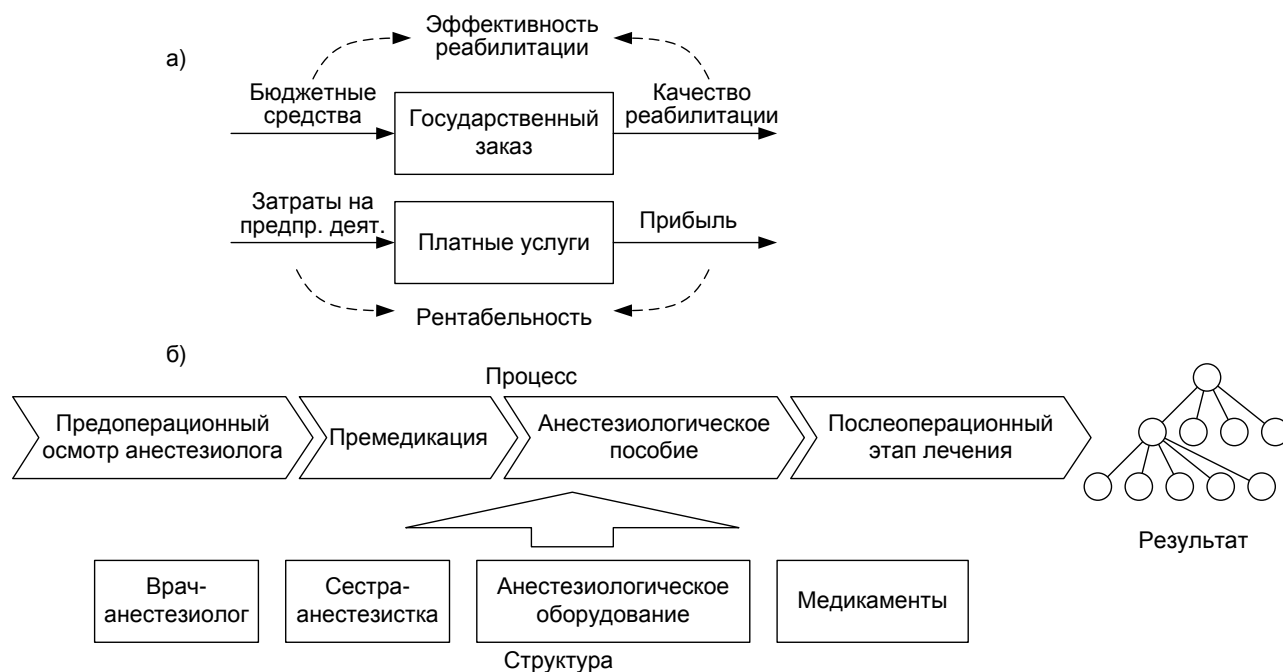 Эффективность
реабилитации
а)
Бюджетные
средства
Государственный
заказ
Качество
реабилитации
Затраты на
предпр. деят.
Платные услуги
Прибыль
Рентабельность
б)
Процесс
Предоперационный
осмотр анестезиолога
Премедикация
Анестезиологическое
пособие
Послеоперационный
этап лечения
Результат
Врач-
анестезиолог
Сестра-
анестезистка
Анестезиологическое
оборудование
Медикаменты
Структура